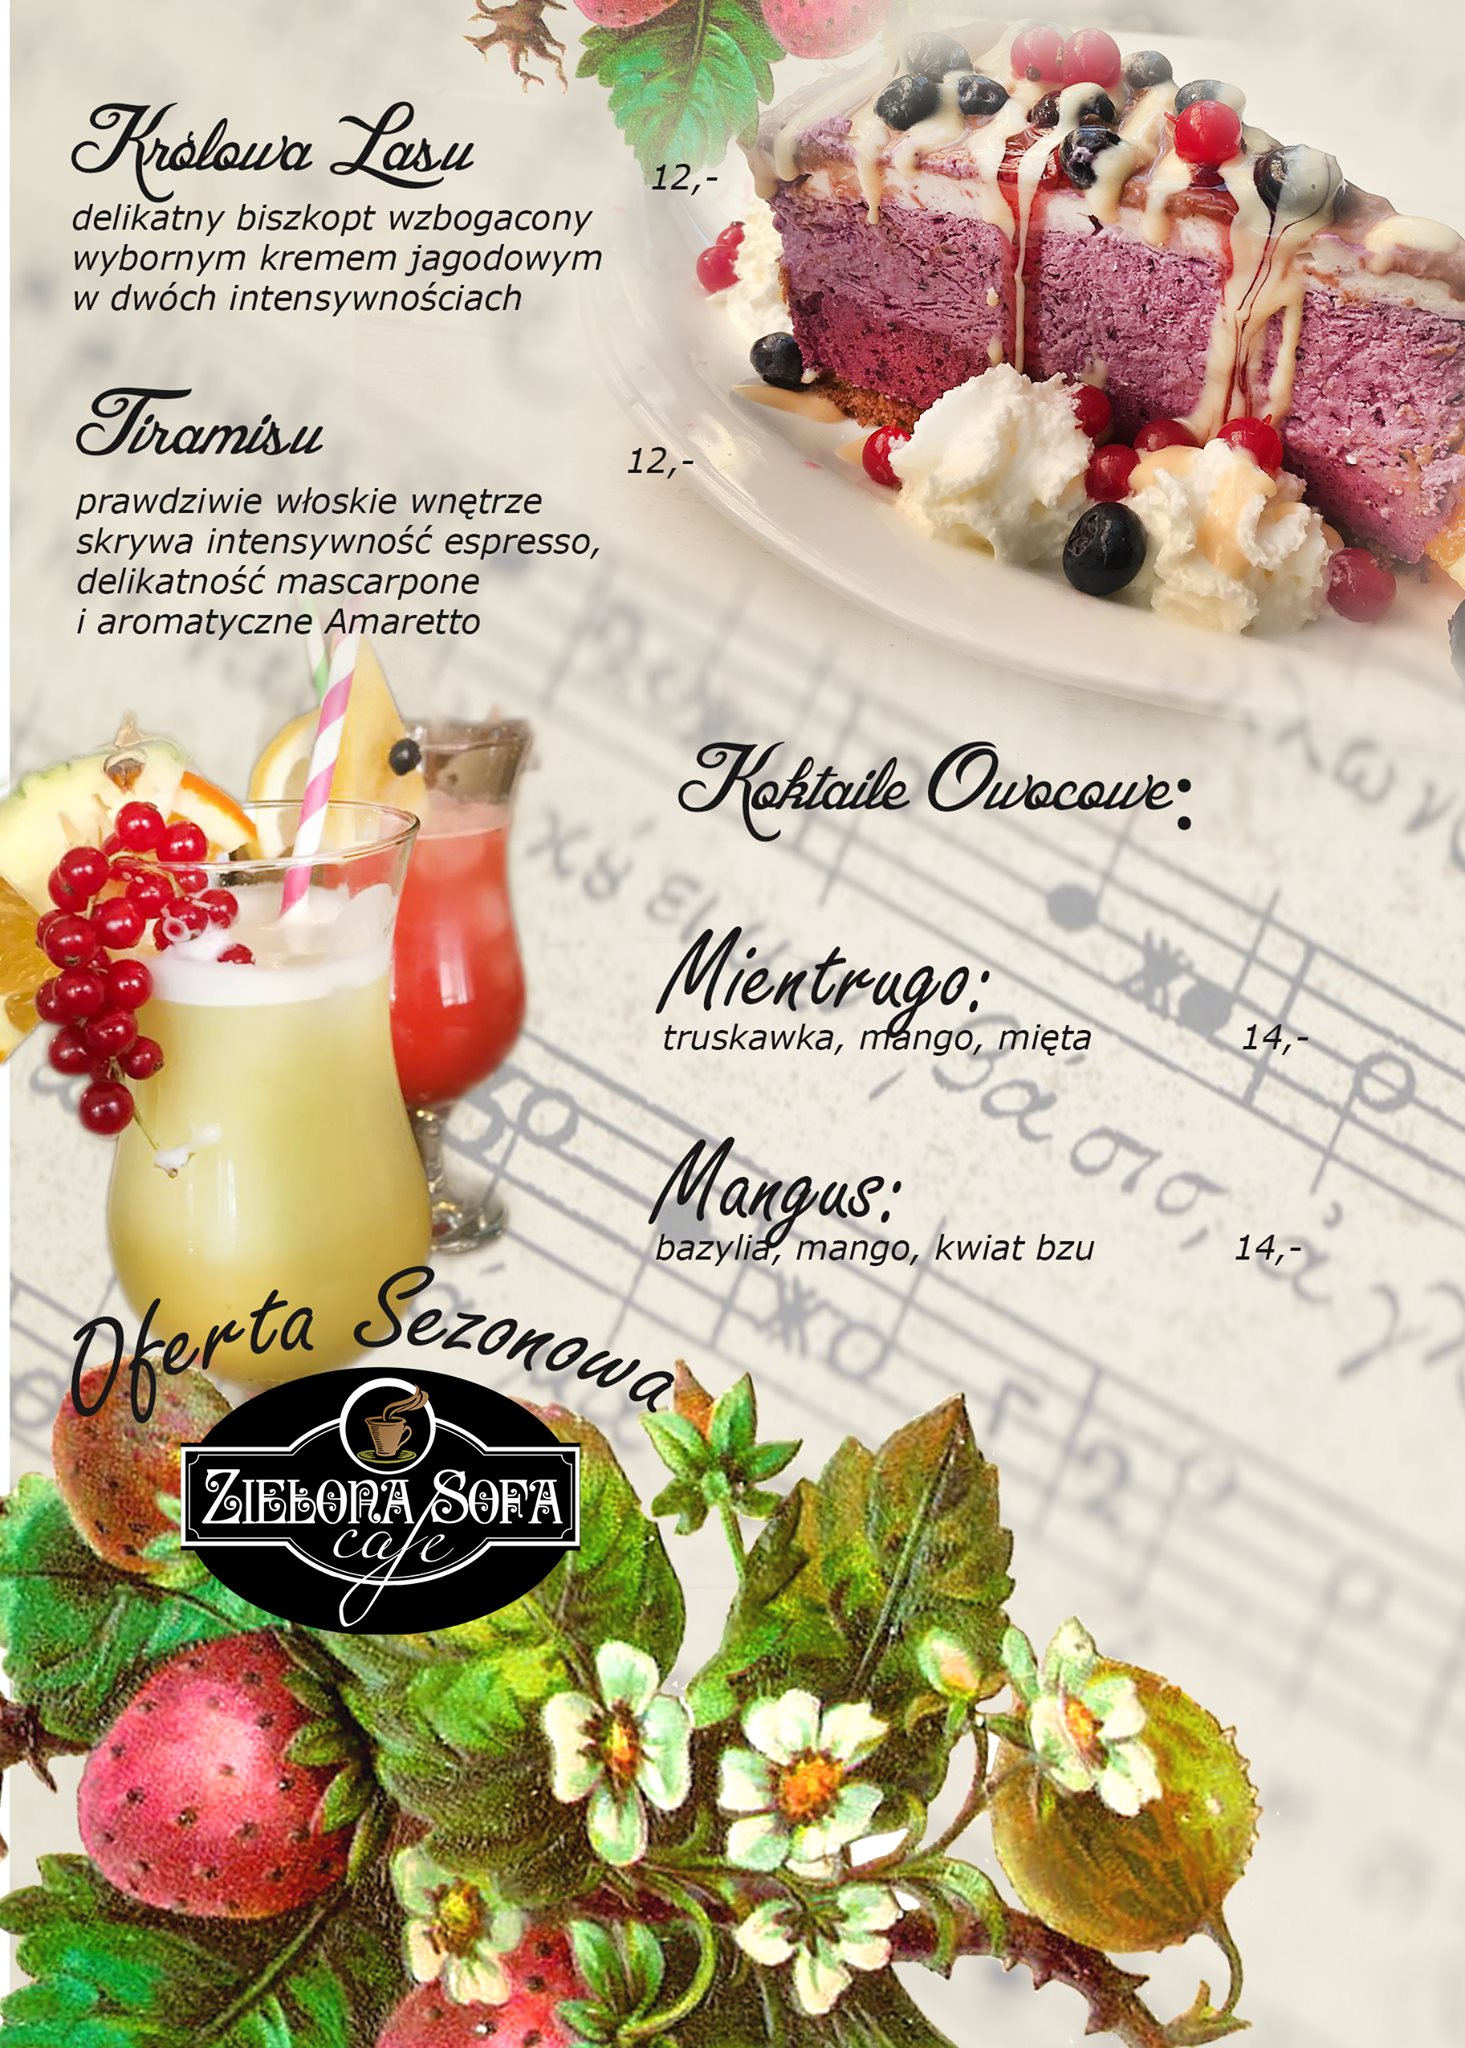 Królowa Lasu
12,-
delikatny biszkopt wzbogacony
wybornym kremem jagodowym
w dwóch intensywnościach
Tiramisu
12,-
prawdziwie włoskie wnętrze
skrywa intensywność espresso,
delikatność mascarpone
i aromatyczne Amaretto
Koktaile Owocowe:
Mientrugo:
truskawka, mango, mięta 14,-
Mangus:
bazylia, mango, kwiat bzu 14,-
Oferta Sezonowa
ZIELONA SOFA
cafe